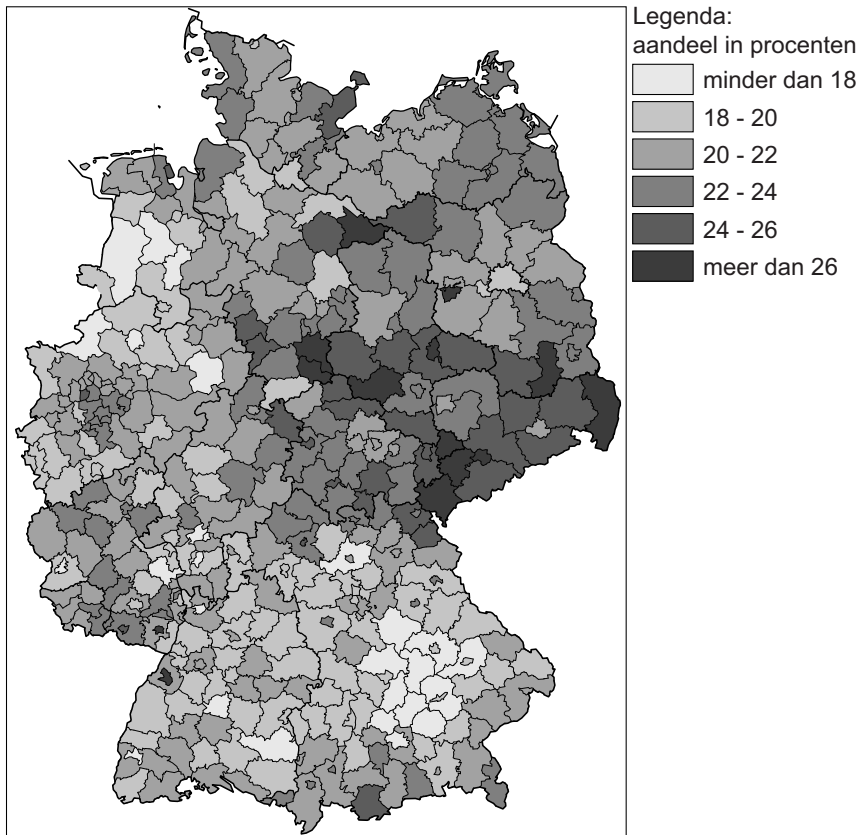 Legenda:
aandeel in procenten
minder dan 18
18 - 20
20 - 22
22 - 24
24 - 26
meer dan 26